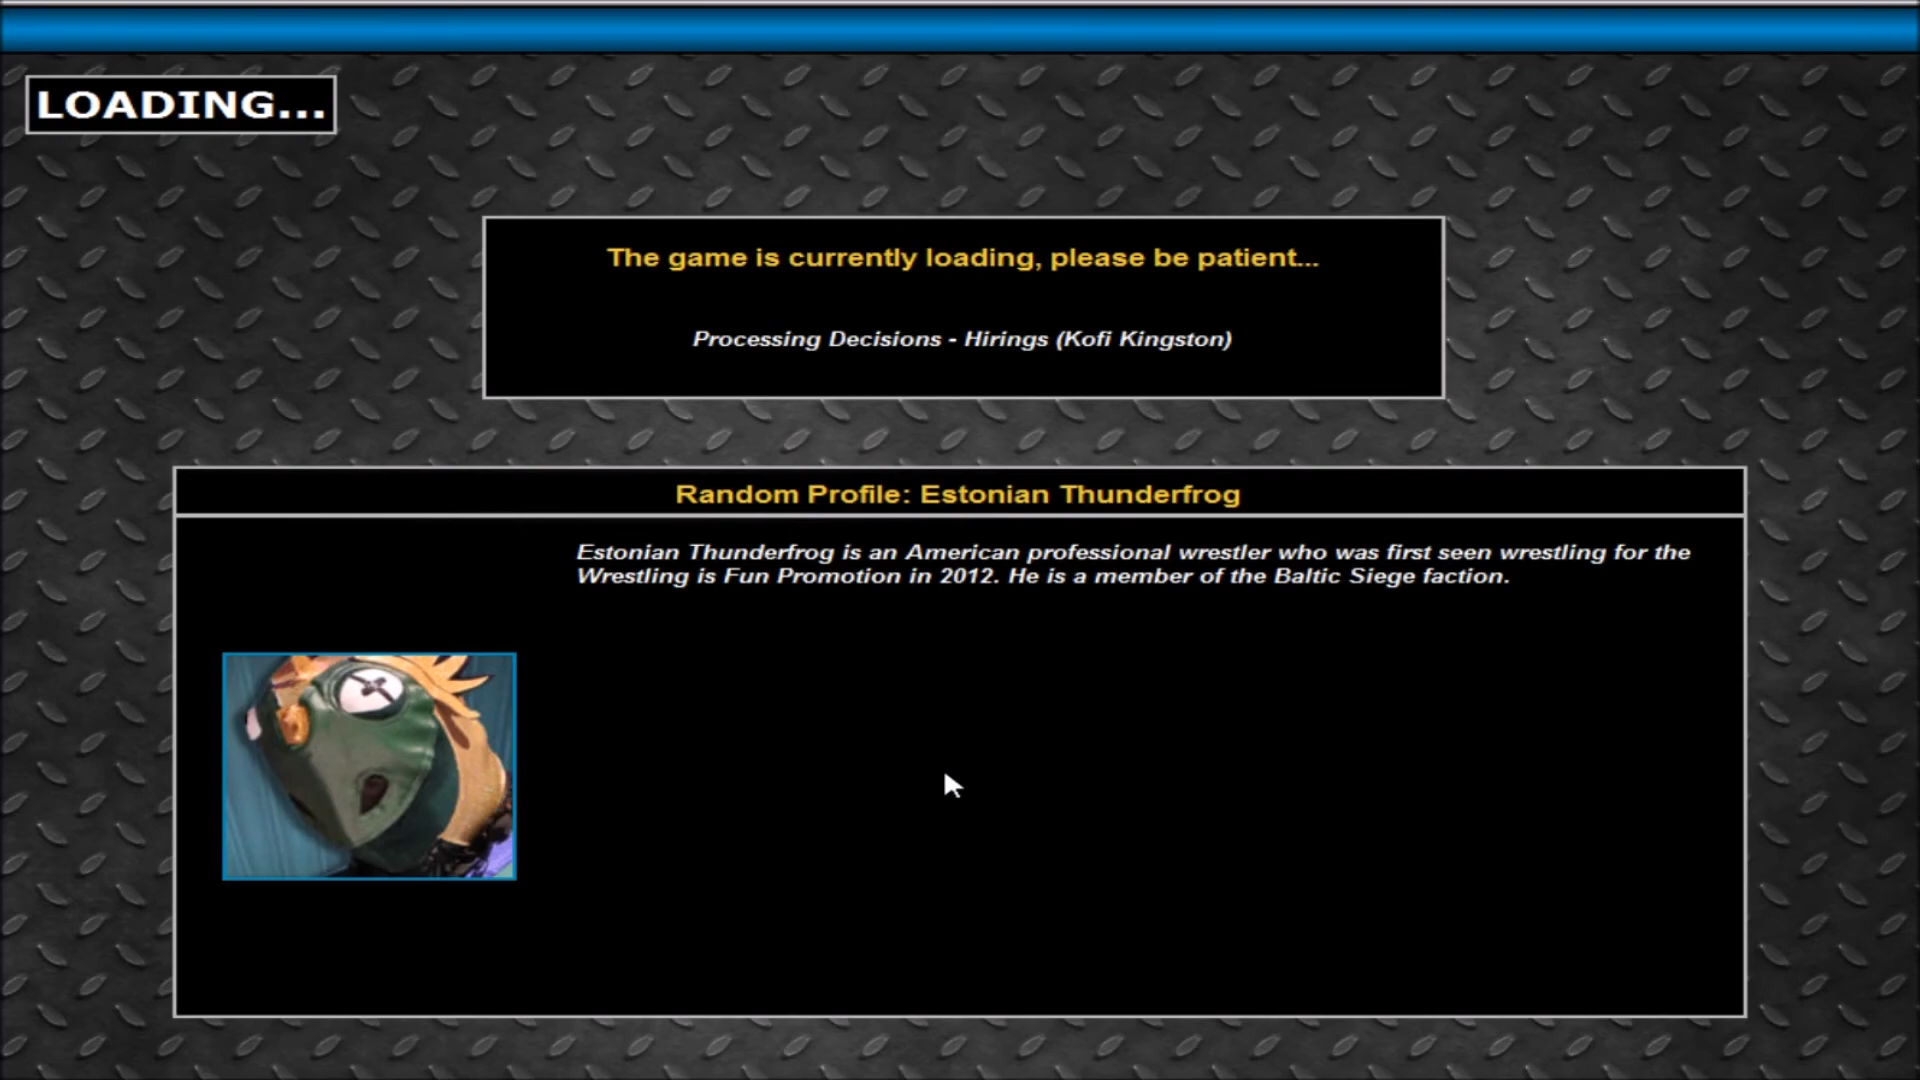 LOADING...
The game is currently loading, please be patient...
Processing Decisions - Hirings (Kofi Kingston)
Random Profile: Estonian Thunderfrog
Estonian Thunderfrog is an American professional wrestler who was first seen wrestling for the
Wrestling is Fun Promotion in 2012. He is a member of the Baltic Siege faction.